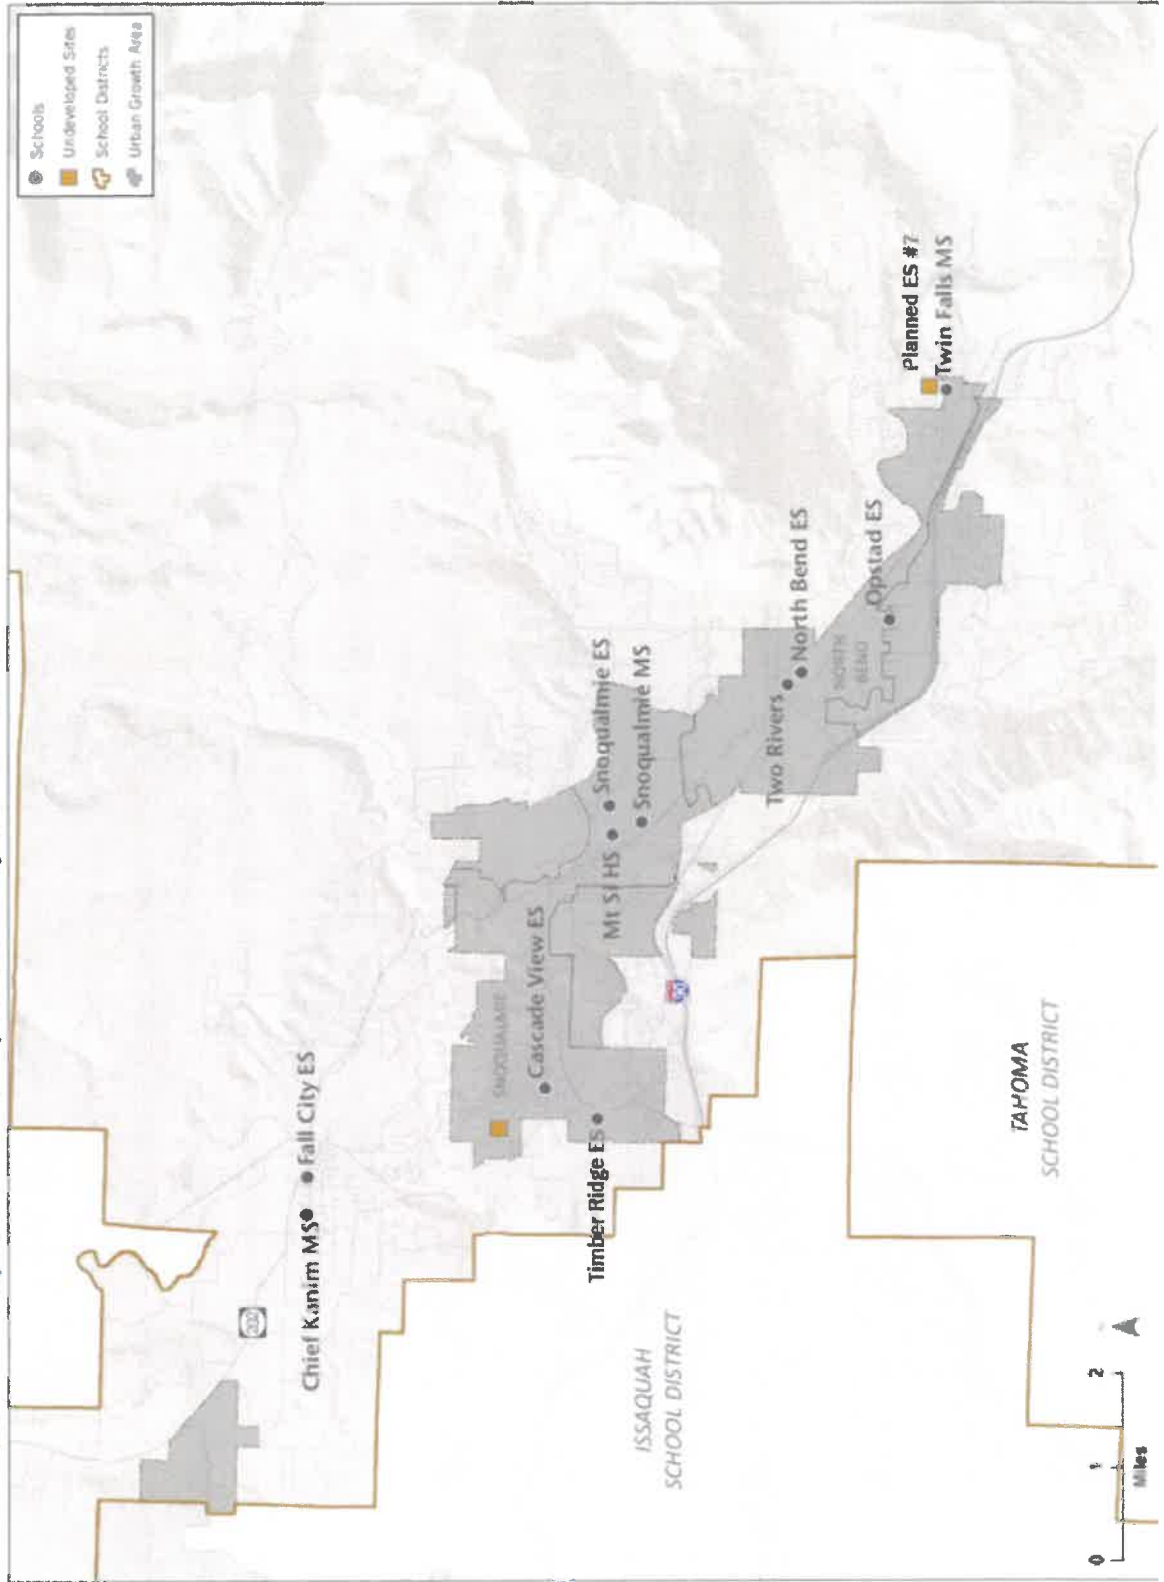 Schools
Undeveloped Sites
School Districts
Urban Growth Area
202
Chief Kanim MS
Fall City ES
SNOQUALMIE
Cascade View ES
Timber Ridge ES
Mt Si HS
Snoqualmie ES
Snoqualmie MS
90
Two Rivers
North Bend ES
NORTH
BEND
Opstad ES
Planned ES #7
Twin Falls MS
ISSAQUAH
SCHOOL DISTRICT
TAHOMA
SCHOOL DISTRICT
0 1 2
Miles